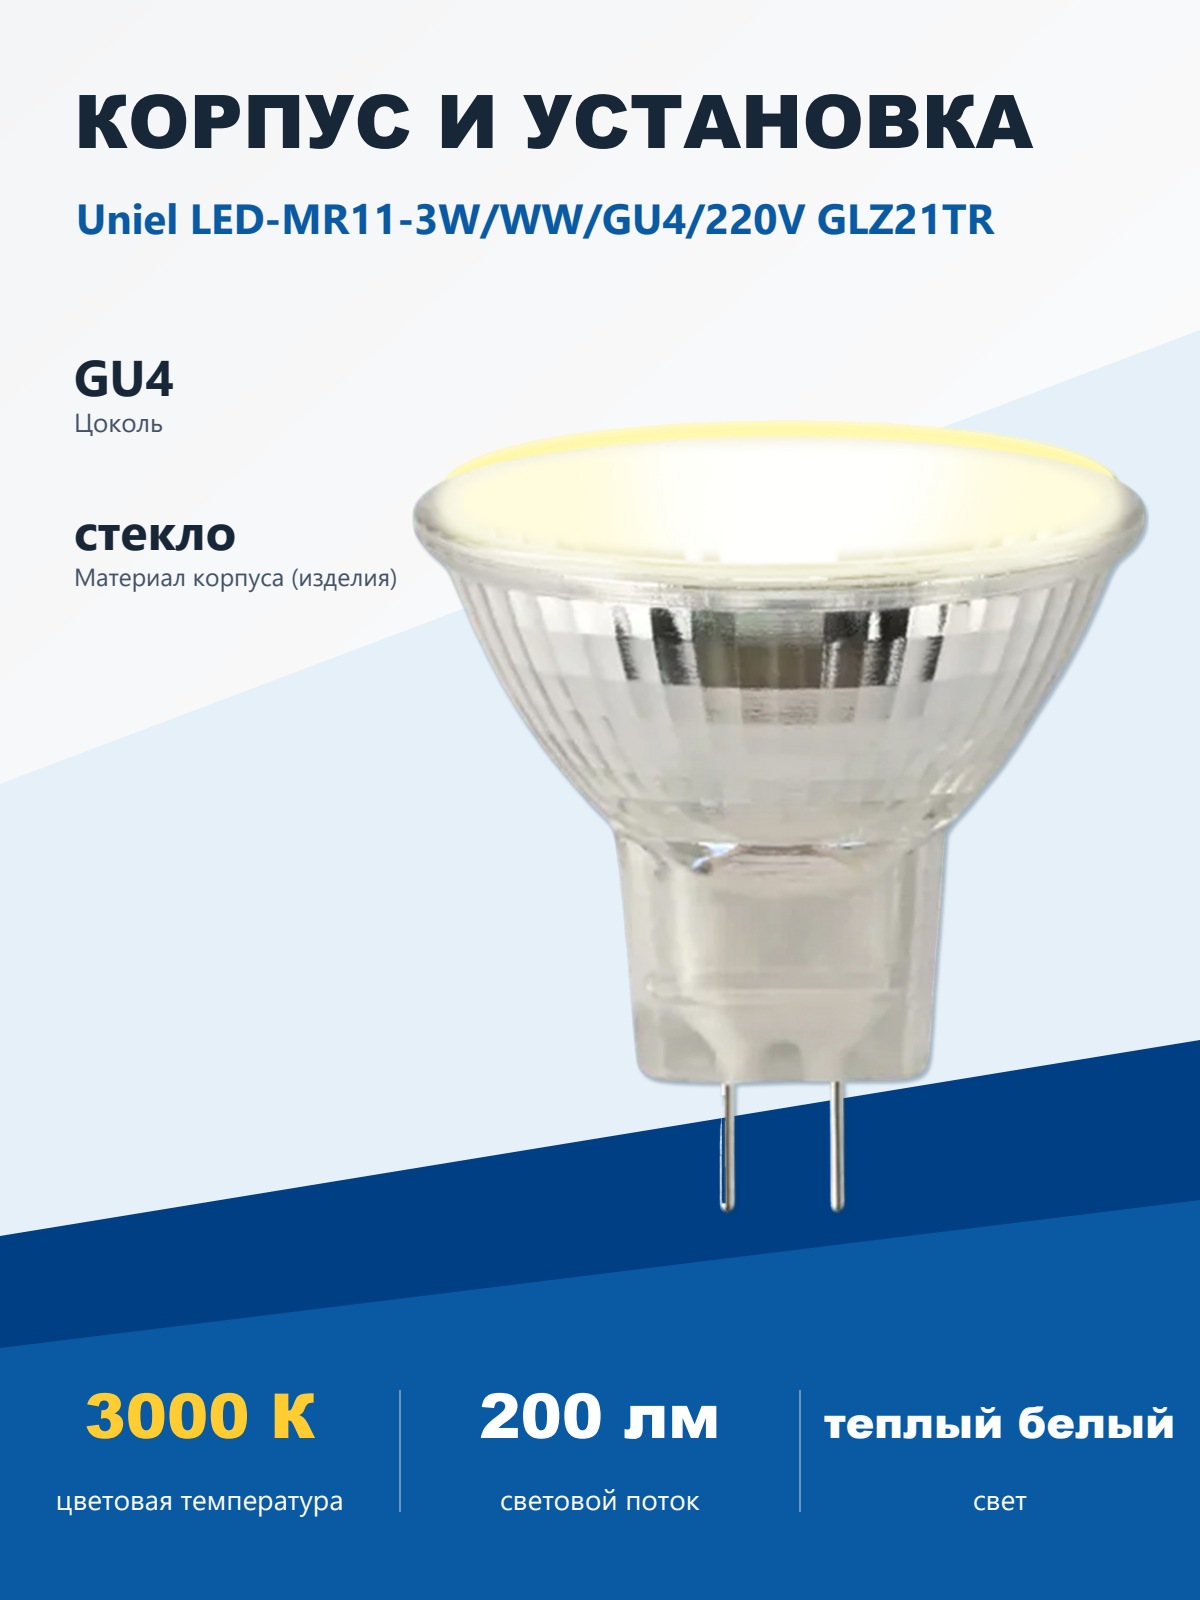 КОРПУС И УСТАНОВКА
Uniel LED-MR11-3W/WW/GU4/220V GLZ21TR
GU4
Цоколь
стекло
Материал корпуса (изделия)
3000 К
цветовая температура
200 лм
световой поток
теплый белый
свет